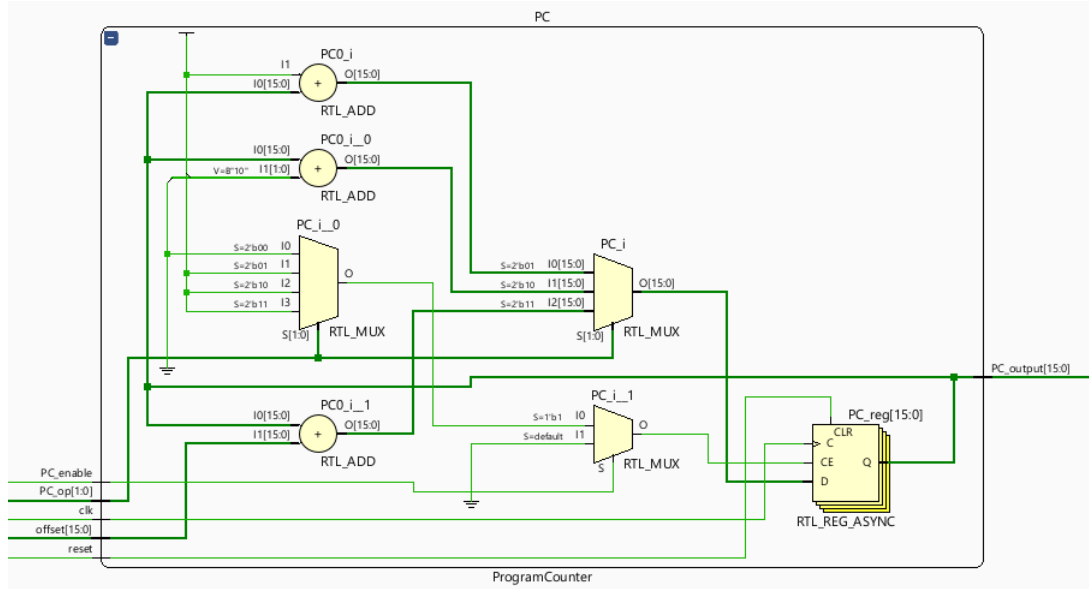 PC
PC0_i
I1
O[15:0]
I0[15:0]
RTL_ADD
PC0_i__0
I0[15:0]
O[15:0]
V=B"10" I1[1:0]
RTL_ADD
PC_i__0
S=2'b00 I0
S=2'b01 I1
O
S=2'b10 I2
S=2'b11 I3
S[1:0]
RTL_MUX
PC_i
S=2'b01 I0[15:0]
S=2'b10 I1[15:0]
O[15:0]
S=2'b11 I2[15:0]
S[1:0]
RTL_MUX
PC_output[15:0]
PC0_i__1
I0[15:0]
O[15:0]
I1[15:0]
RTL_ADD
PC_i__1
S=1'b1 I0
O
S=default I1
S
RTL_MUX
PC_reg[15:0]
CLR
C
CE
Q
D
RTL_REG_ASYNC
PC_enable
PC_op[1:0]
clk
offset[15:0]
reset
ProgramCounter